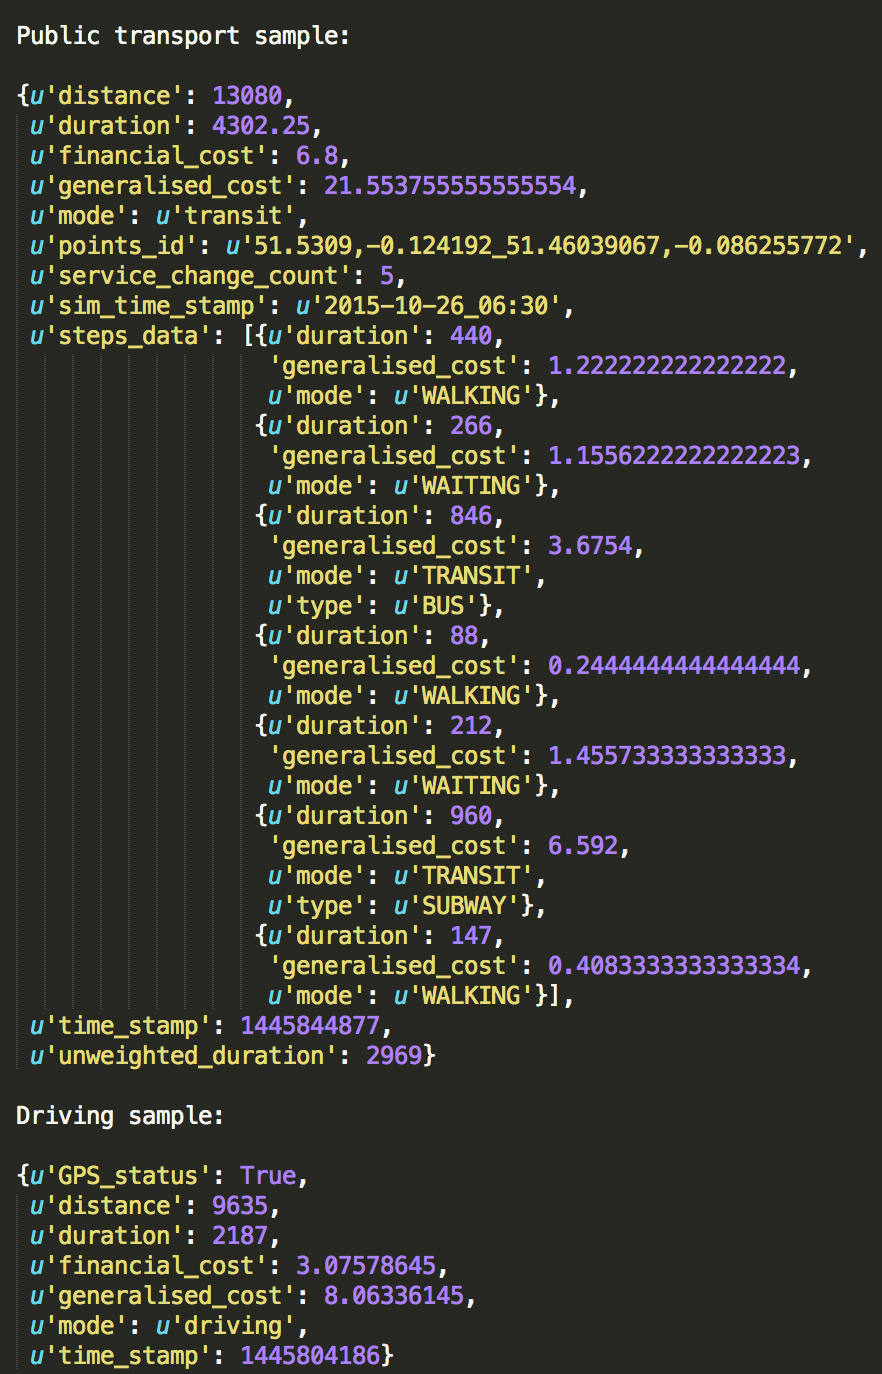 Public transport sample:
{u'distance': 13080,
u'duration': 4302.25,
u'financial_cost': 6.8,
u'generalised_cost': 21.553755555555554,
u'mode': u'transit',
u'points_id': u'51.5309,-0.124192_51.46039067,-0.086255772',
u'service_change_count': 5,
u'sim_time_stamp': u'2015-10-26_06:30',
u'steps_data': [{u'duration': 440,
'generalised_cost': 1.222222222222222,
u'mode': u'WALKING'},
{u'duration': 266,
'generalised_cost': 1.1556222222222223,
u'mode': u'WAITING'},
{u'duration': 846,
'generalised_cost': 3.6754,
u'mode': u'TRANSIT',
u'type': u'BUS'},
{u'duration': 88,
'generalised_cost': 0.2444444444444444,
u'mode': u'WALKING'},
{u'duration': 212,
'generalised_cost': 1.455733333333333,
u'mode': u'WAITING'},
{u'duration': 960,
'generalised_cost': 6.592,
u'mode': u'TRANSIT',
u'type': u'SUBWAY'},
{u'duration': 147,
'generalised_cost': 0.4083333333333334,
u'mode': u'WALKING'}],
u'time_stamp': 1445844877,
u'unweighted_duration': 2969}
Driving sample:
{u'GPS_status': True,
u'distance': 9635,
u'duration': 2187,
u'financial_cost': 3.07578645,
u'generalised_cost': 8.06336145,
u'mode': u'driving',
u'time_stamp': 1445804186}